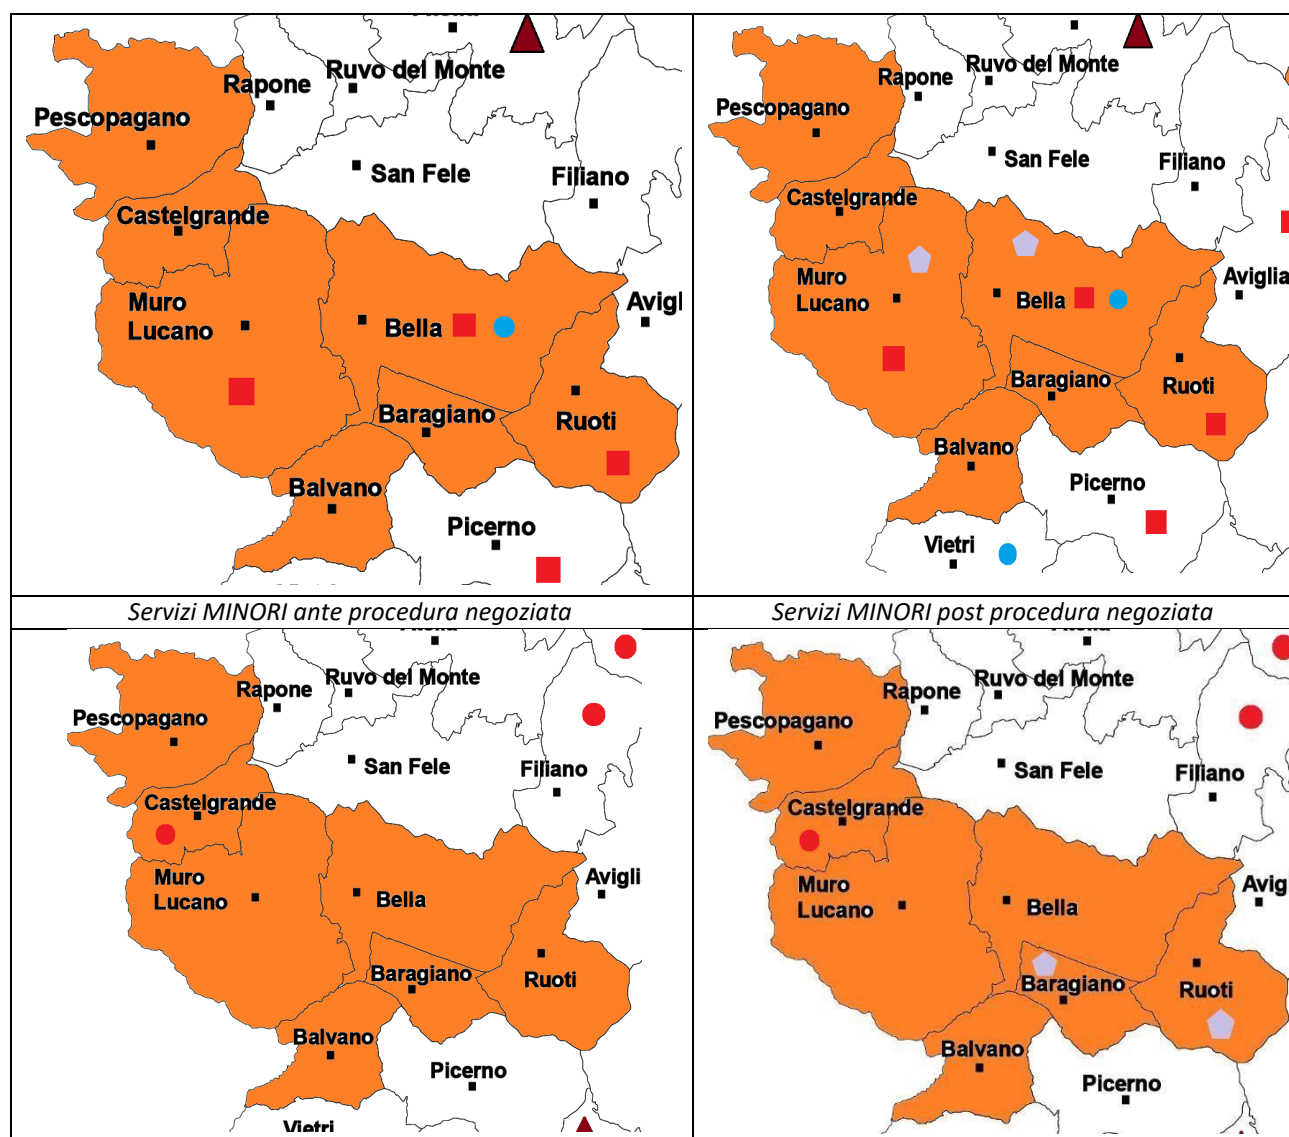 Ruvo del Monte
Rapone
Pescopagano
San Fele
Filiano
Castelgrande
Muro
Lucano
Avigl
Bella
Baragiano
Ruoti
Balvano
Picerno
Ruvo del Monte
Rapone
Pescopagano
San Fele
Filiano
Castelgrande
Muro
Lucano
Aviglia
Bella
Baragiano
Ruoti
Balvano
Picerno
Vietri
Servizi MINORI ante procedura negoziata
Servizi MINORI post procedura negoziata
Ruvo del Monte
Rapone
Pescopagano
San Fele
Filiano
Castelgrande
Muro
Lucano
Avigli
Bella
Baragiano
Ruoti
Balvano
Picerno
Vietri
Ruvo del Monte
Rapone
Pescopagano
San Fele
Filiano
Castelgrande
Muro
Lucano
Avigl
Bella
Baragiano
Ruoti
Balvano
Picerno